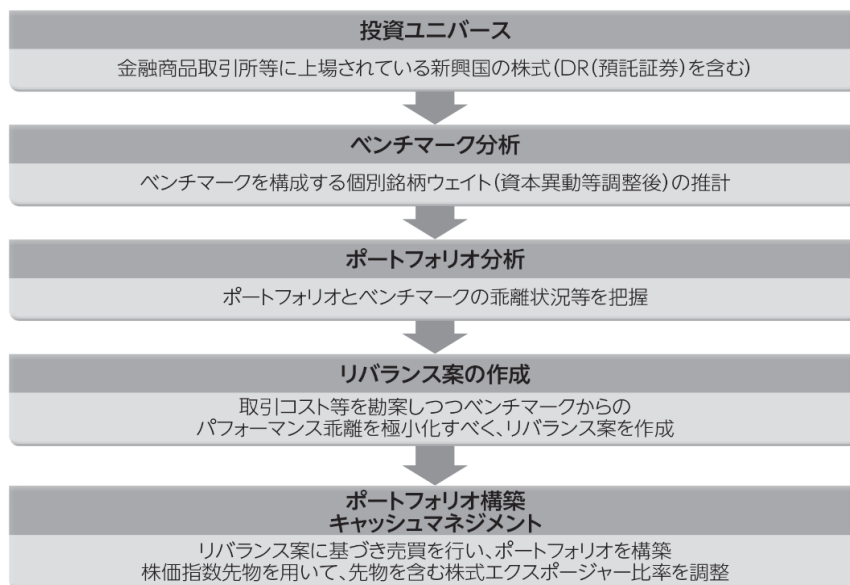 投資ユニバース
金融商品取引所等に上場されている新興国の株式(DR(預託証券)を含む)
ベンチマーク分析
ベンチマークを構成する個別銘柄ウェイト(資本異動等調整後)の推計
ポートフォリオ分析
ポートフォリオとベンチマークの乖離状況等を把握
リバランス案の作成
取引コスト等を勘案しつつベンチマークからの
パフォーマンス乖離を極小化すべく、リバランス案を作成
ポートフォリオ構築
キャッシュマネジメント
リバランス案に基づき売買を行い、ポートフォリオを構築
株価指数先物を用いて、先物を含む株式エクスポージャー比率を調整